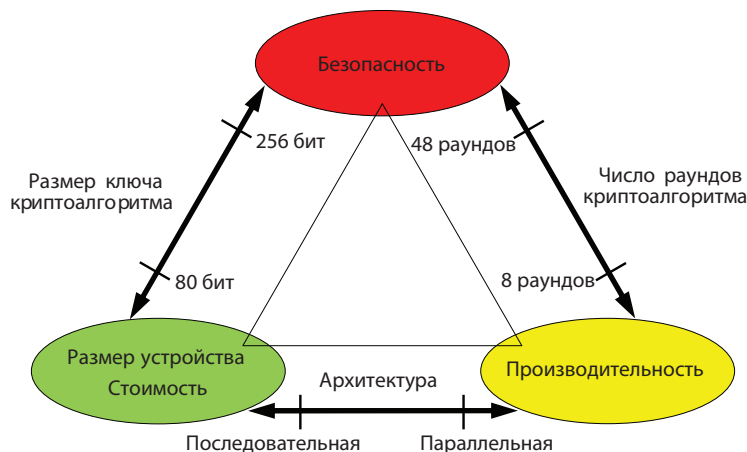 Безопасность
256 бит
48 раундов
Размер ключа
криптоалгоритма
Число раундов
криптоалгоритма
80 бит
8 раундов
Размер устройства
Стоимость
Архитектура
Производительность
Последовательная
Параллельная